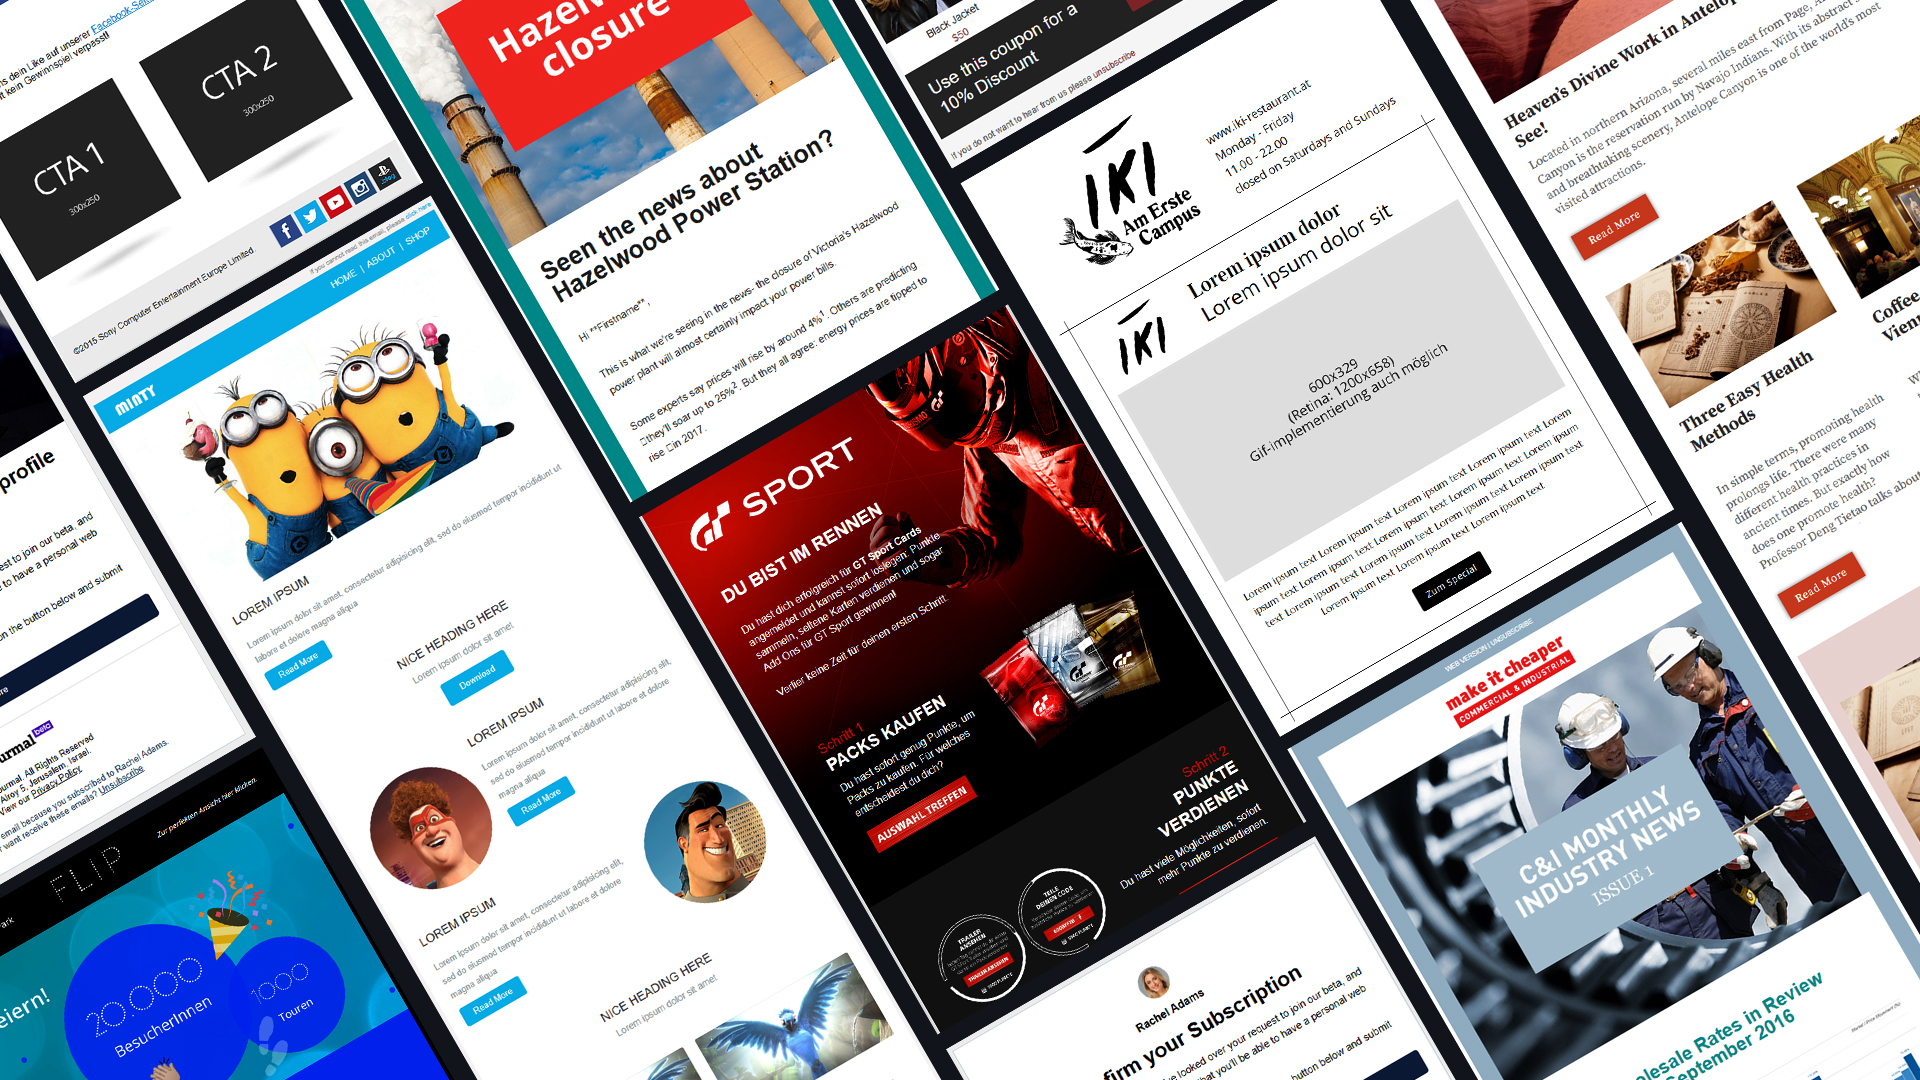 ns dein Like auf unserer Facebook-Seite
t kein Gewinnspiel verpasst!
CTA 1
300x250
CTA 2
300x250
©2015 Sony Computer Entertainment Europe Limited.
profile
est to join our beta, and
to have a personal web
on the button below and submit
urnal beta
urnal. All Rights Reserved
Alroy 5, Jerusalem, Israel.
View our Privacy Policy
email because you subscribed to Rachel Adams.
want receive these emails? Unsubscribe
Zur perfekten Ansicht hier klicken.
ark
FLIP
eiern!
20.000
BesucherInnen
1000
Touren
If you cannot read this email, please click here
MINTY
HOME | ABOUT | SHOP
LOREM IPSUM
Lorem ipsum dolor sit amet, consectetur adipisicing elit, sed do eiusmod tempor incididunt ut
labore et dolore magna aliqua
Read More
NICE HEADING HERE
Lorem ipsum dolor sit amet
Download
LOREM IPSUM
Lorem ipsum dolor sit amet, consectetur adipisicing elit,
sed do eiusmod tempor incididunt ut labore et dolore
magna aliqua
Read More
LOREM IPSUM
Lorem ipsum dolor sit amet, consectetur adipisicing elit,
sed do eiusmod tempor incididunt ut labore et dolore
magna aliqua
Read More
NICE HEADING HERE
Lorem ipsum dolor sit amet
Hazelw
closure
Seen the news about
Hazelwood Power Station?
Hi **Firstname** ,
This is what we're seeing in the news- the closure of Victoria's Hazelwood
power plant will almost certainly impact your power bills.
Some experts say prices will rise by around 4%1. Others are predicting
they'll soar up to 25%2. But they all agree: energy prices are tipped to
rise in 2017.
GT SPORT
DU BIST IM RENNEN
Du hast dich erfolgreich für GT Sport Cards
angemeldet und kannst sofort loslegen: Punkte
sammeln, seltene Karten verdienen und sogar
Add Ons für GT Sport gewinnen!
Verlier keine Zeit für deinen ersten Schritt.
Schritt 1
PACKS KAUFEN
Du hast sofort genug Punkte, um
Packs zu kaufen. Für welches
entscheidest du dich?
AUSWAHL TREFFEN
Schritt 2
PUNKTE
VERDIENEN
Du hast viele Möglichkeiten, sofort
mehr Punkte zu verdienen.
TRAILER
ANSEHEN
TRAILER ANSEHEN
TEILE
DEINEN CODE
Black Jacket
$50
Use this coupon for a
10% Discount
If you do not want to hear from us please unsubscribe
IKI
Am Erste
Campus
www.iki-restaurant.at
Monday - Friday
11.00 - 22.00
closed on Saturdays and Sundays
IKI
Lorem ipsum dolor
Lorem ipsum dolor sit
600x329
(Retina: 1200x658)
Gif-implementierung auch möglich
Lorem ipsum text Lorem ipsum text Lorem ipsum text Lorem ipsum text Lorem
ipsum text Lorem ipsum text Lorem ipsum text Lorem ipsum text Lorem ipsum
text Lorem ipsum text Lorem ipsum text Lorem ipsum text Lorem ipsum text
Lorem ipsum text Lorem ipsum text Lorem ipsum text
Zum Special
Rachel Adams
firm your Subscription
ve looked over your request to join our beta, and
that you'll be able to have a personal web
button below and submit
WEB VERSION / UNSUBSCRIBE
make it cheaper
COMMERCIAL & INDUSTRIAL
C&I MONTHLY
INDUSTRY NEWS
ISSUE 1
olesale Rates in Review
September 2016
Heaven's Divine Work in Antelop
See!
Located in northern Arizona, several miles east from Page, A
Canyon is the reservation run by Navajo Indians. With its abstract s
and breathtaking scenery, Antelope Canyon is one of the world's most
visited attractions.
Read More
Three Easy Health
Methods
In simple terms, promoting health
prolongs life. There were many
different health practices in
ancient times. But exactly how
does one promote health?
Professor Deng Tietao talks about
Read More
Coffee
Vienn